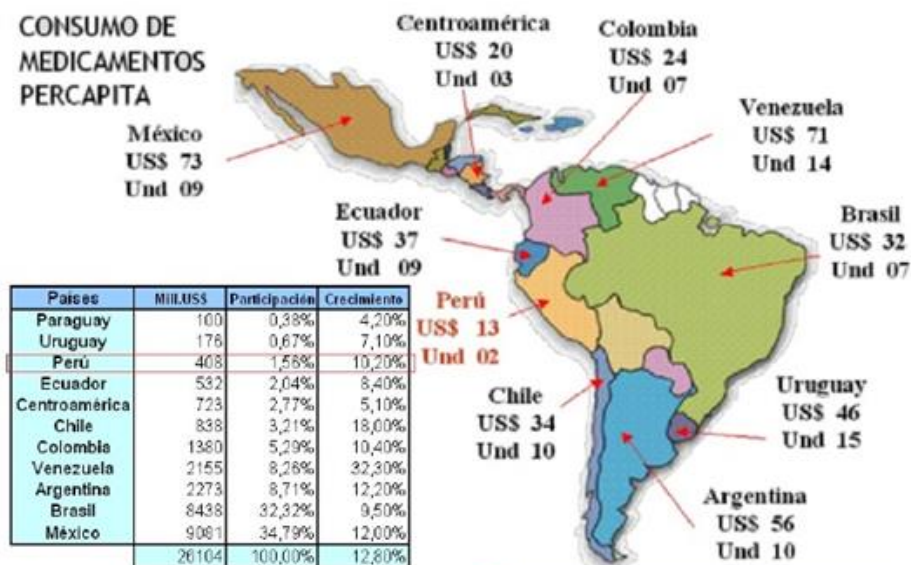 CONSUMO DE
MEDICAMENTOS
PERCAPITA
México
US$ 73
Und 09
Centroamérica
US$ 20
Und 03
Colombia
US$ 24
Und 07
Venezuela
US$ 71
Und 14
Ecuador
US$ 37
Und 09
Brasil
US$ 32
Und 07
Perú
US$ 13
Und 02
Chile
US$ 34
Und 10
Uruguay
US$ 46
Und 15
Argentina
US$ 56
Und 10
Países Mill.US$ Participación Crecimiento
Paraguay 100 0,38% 4,20%
Uruguay 176 0,67% 7,10%
Perú 408 1,56% 10,20%
Ecuador 532 2,04% 8,40%
Centroamérica 723 2,77% 5,10%
Chile 838 3,21% 18,00%
Colombia 1380 5,29% 10,40%
Venezuela 2155 8,26% 32,30%
Argentina 2273 8,71% 12,20%
Brasil 8438 32,32% 9,50%
México 9081 34,79% 12,00%
26104 100,00% 12,80%